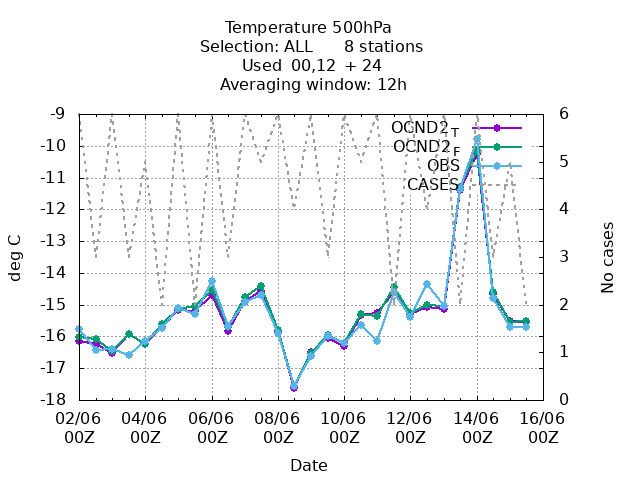 Temperature 500hPa
Selection: ALL 8 stations
Used 00,12 + 24
Averaging window: 12h
-9
-10
-11
-12
-13
-14
-15
-16
-17
-18
deg C
OCND2_T
OCND2_F
OBS
CASES
6
5
4
3
2
1
0
No cases
02/06 04/06 06/06 08/06 10/06 12/06 14/06 16/06
00Z 00Z 00Z 00Z 00Z 00Z 00Z 00Z
Date